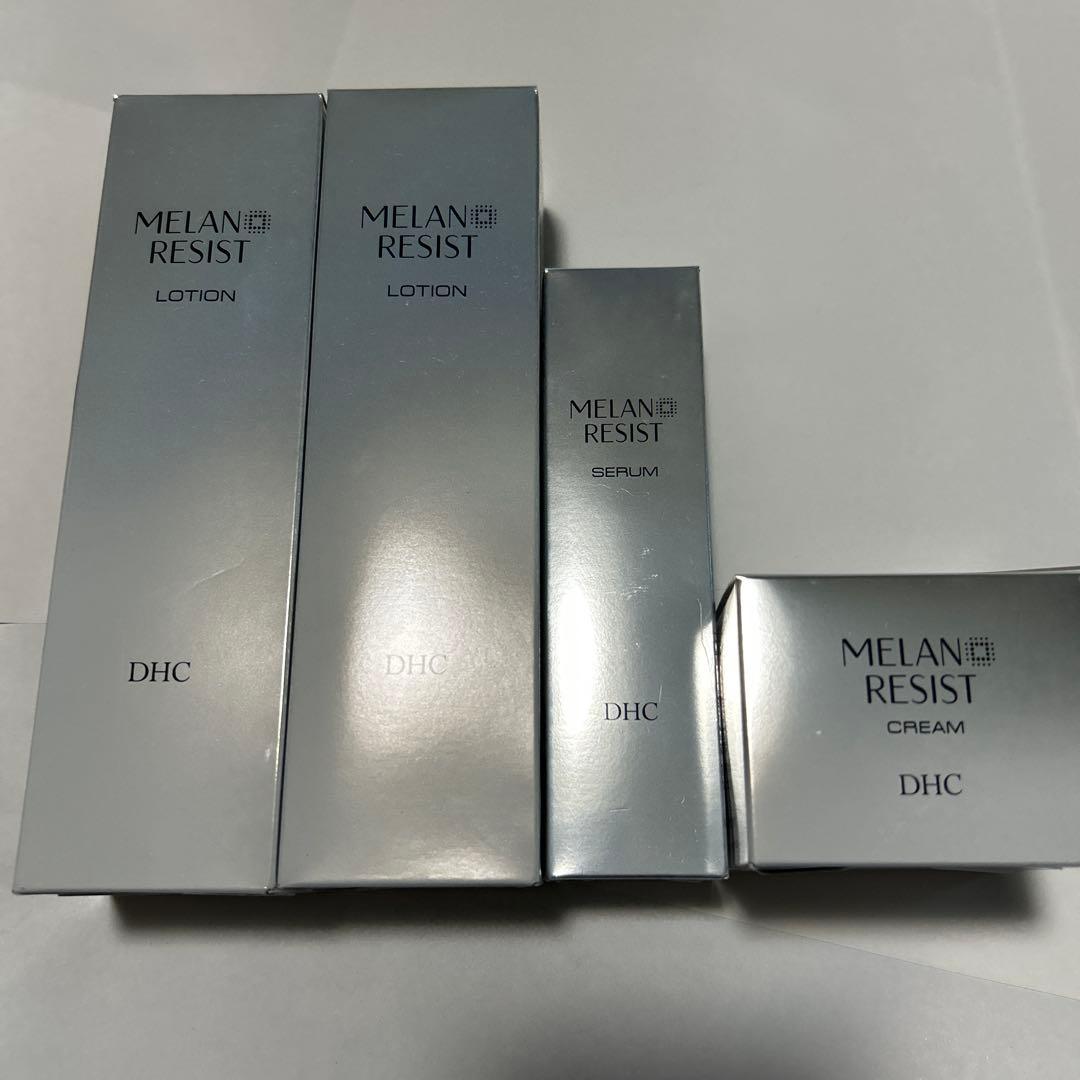 MELANO
RESIST
LOTION
DHC
MELANO
RESIST
LOTION
DHC
MELANO
RESIST
SERUM
DHC
MELANO
RESIST
CREAM
DHC